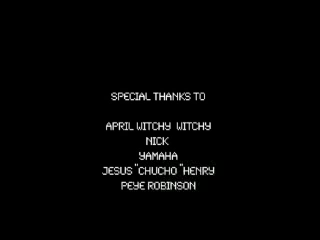 SPECIAL THANKS TO
APRIL WITCHY WITCHY
NICK
YAMAHA
JESUS "CHUCHO "HENRY
PEYE ROBINSON